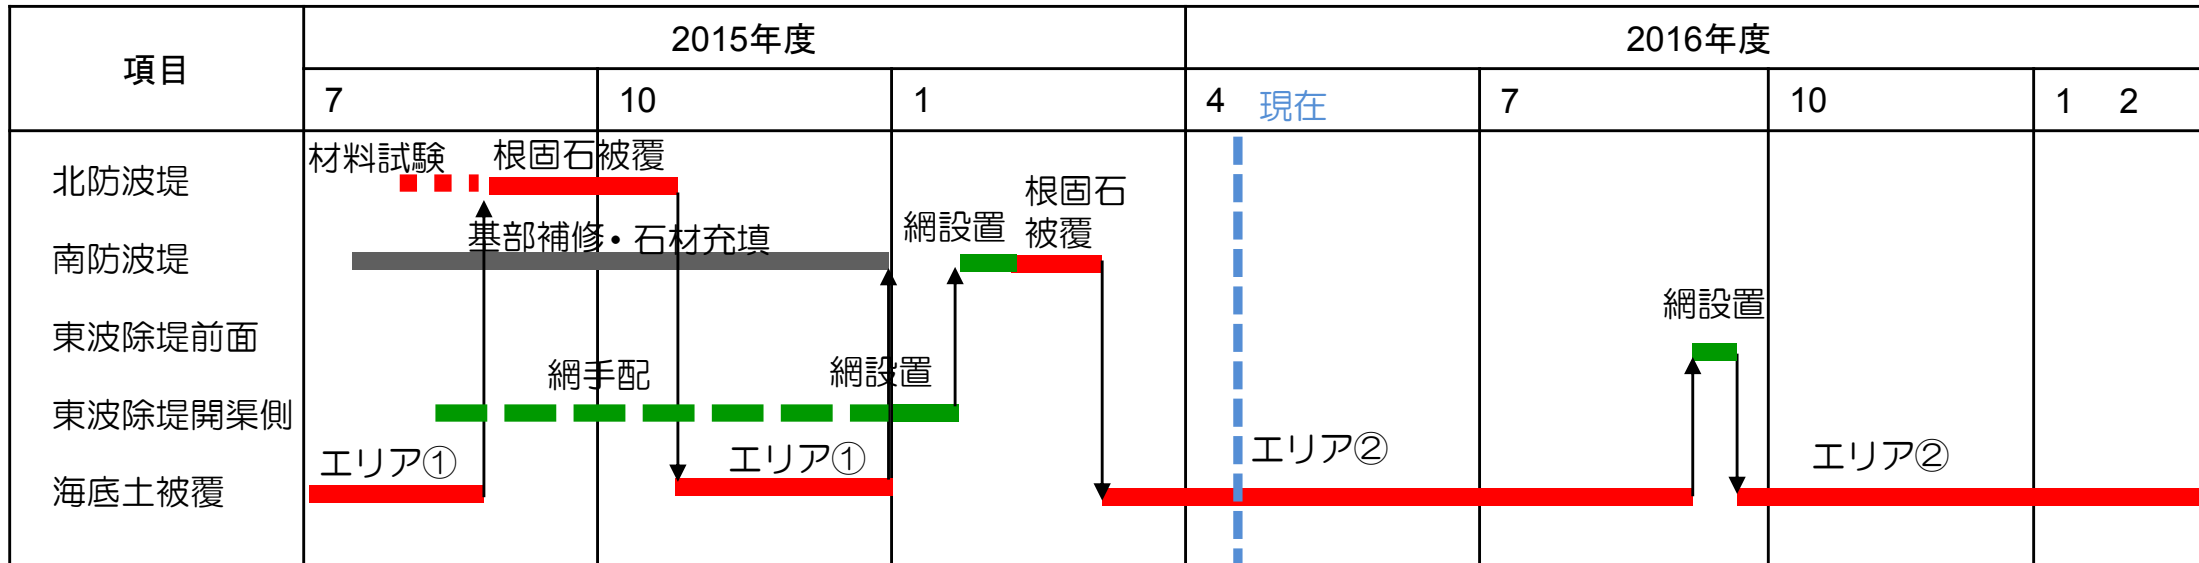 項目
2015年度
2016年度
7
10
1
4
現在
7
10
1
2
北防波堤
材料試験
根固石被覆
南防波堤
基部補修・石材充填
網設置
根固石
被覆
東波除堤前面
網設置
東波除堤開渠側
網手配
網設置
海底土被覆
エリア①
エリア①
エリア②
エリア②